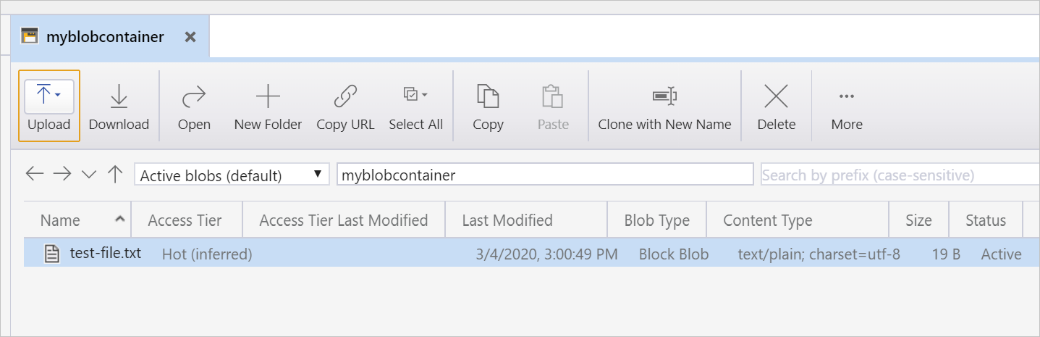 myblobcontainer
Upload Download Open New Folder Copy URL Select All Copy Paste Clone with New Name Delete More
Active blobs (default) myblobcontainer Search by prefix (case-sensitive)
Name Access Tier Access Tier Last Modified Last Modified Blob Type Content Type Size Status
test-file.txt Hot (inferred) 3/4/2020, 3:00:49 PM Block Blob text/plain; charset=utf-8 19 B Active